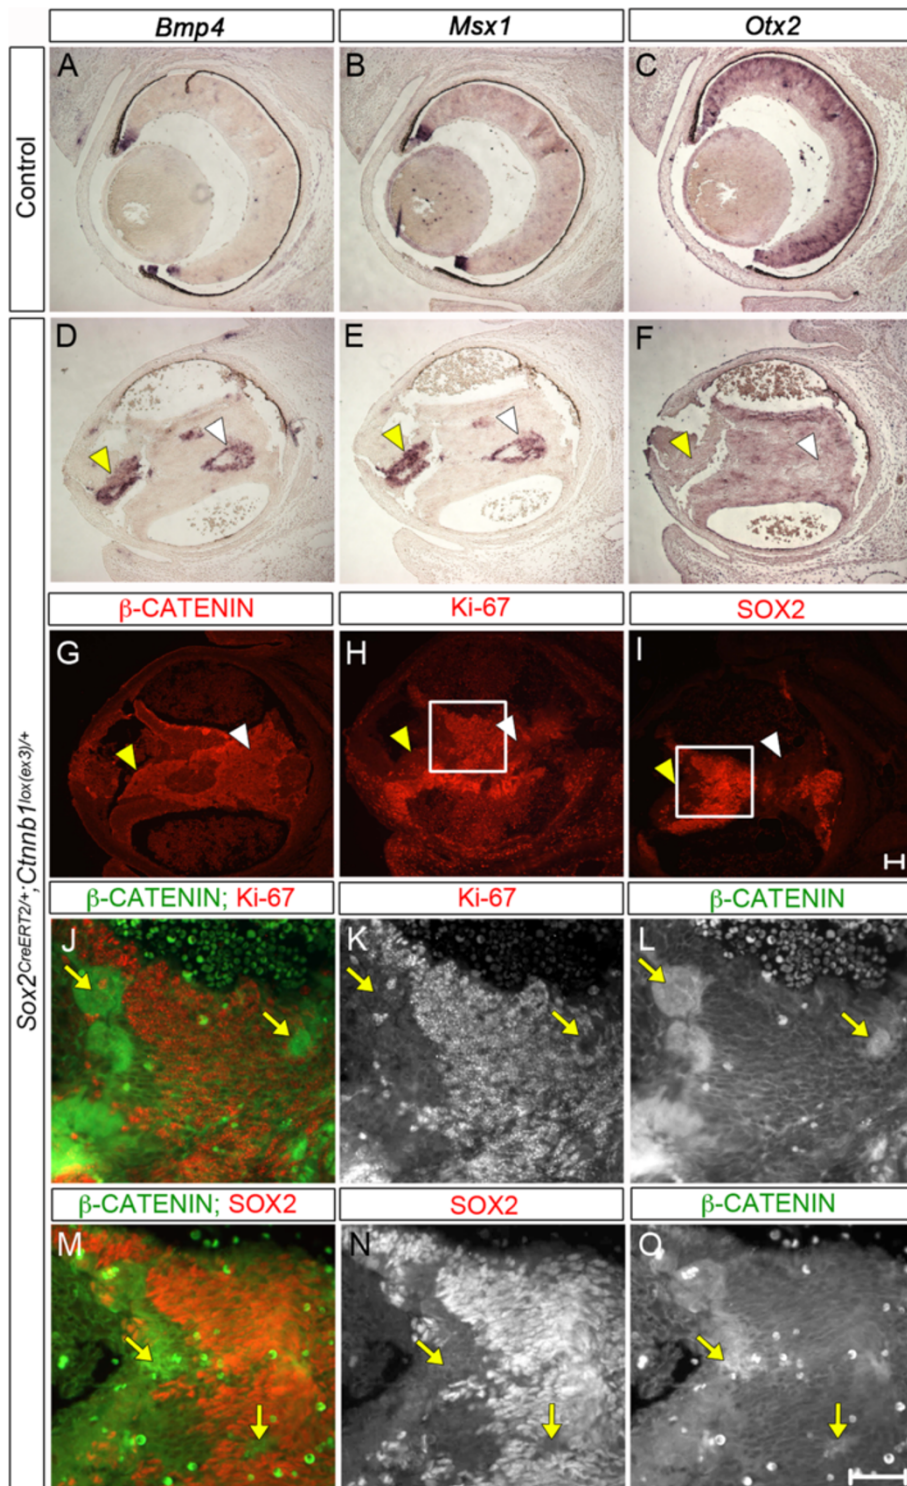 Bmp4 Msx1 Otx2
Control
A B C
Sox2CreERT2/+;Ctnnb1lox(ex3)/+
D E F
β-CATENIN Ki-67 SOX2
G H I
β-CATENIN; Ki-67 Ki-67 β-CATENIN
J K L
β-CATENIN; SOX2 SOX2 β-CATENIN
M N O